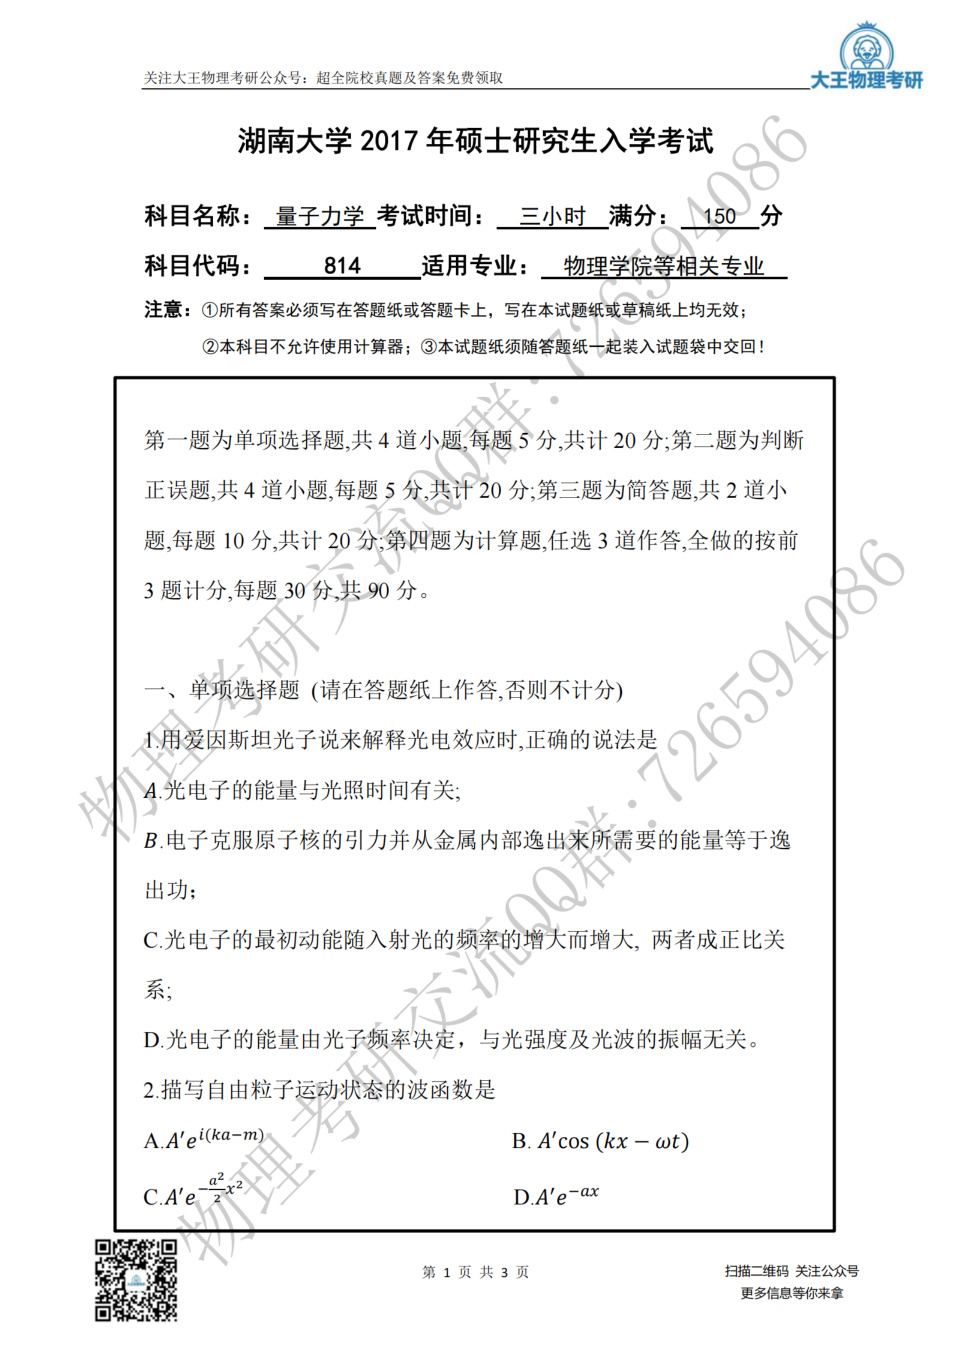 关注大王物理考研公众号：超全院校真题及答案免费领取
大王物理考研
湖南大学 2017 年硕士研究生入学考试
科目名称： 量子力学 考试时间： 三小时 满分： 150 分
科目代码： 814 适用专业： 物理学院等相关专业
注意：①所有答案必须写在答题纸或答题卡上，写在本试题纸或草稿纸上均无效；
②本科目不允许使用计算器；③本试题纸须随答题纸一起装入试题袋中交回！
第一题为单项选择题,共 4 道小题,每题 5 分,共计 20 分;第二题为判断
正误题,共 4 道小题,每题 5 分,共计 20 分;第三题为简答题,共 2 道小
题,每题 10 分,共计 20 分;第四题为计算题,任选 3 道作答,全做的按前
3 题计分,每题 30 分,共 90 分。
一、单项选择题 (请在答题纸上作答,否则不计分)
1.用爱因斯坦光子说来解释光电效应时,正确的说法是
A.光电子的能量与光照时间有关;
B.电子克服原子核的引力并从金属内部逸出来所需要的能量等于逸
出功；
C.光电子的最初动能随入射光的频率的增大而增大, 两者成正比关
系;
D.光电子的能量由光子频率决定，与光强度及光波的振幅无关。
2.描写自由粒子运动状态的波函数是
A.A′e^{i(ka−m)} B. A′cos (kx − ωt)
C.A′e^{−\frac{a^2}{2}x^2} D.A′e^{−ax}
物理考研交流QQ群：726594086
物理考研交流QQ群：726594086
大王物理考研
第 1 页 共 3 页
扫描二维码 关注公众号
更多信息等你来拿